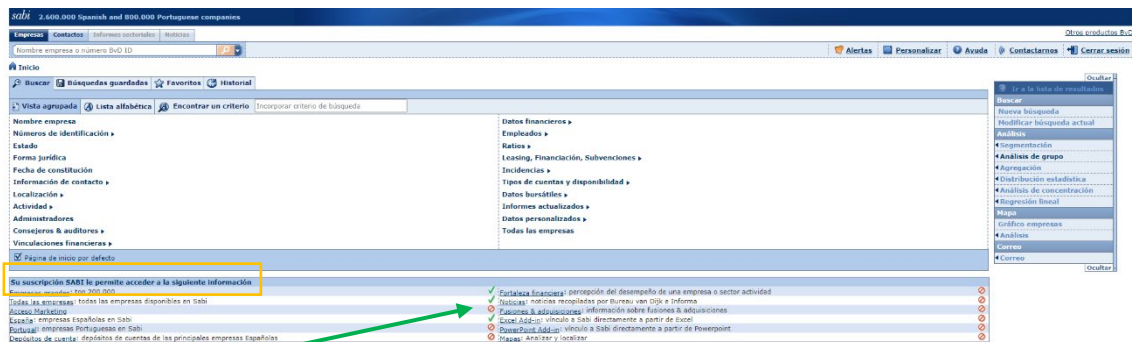 sabi 2.600.000 Spanish and 800.000 Portuguese companies
Otros productos BvD
Empresas Contactos Informes sectoriales Noticias
Nombre empresa o número BvD ID
Alertas Personalizar Ayuda Contactarnos Cerrar sesión
Inicio
Buscar Búsquedas guardadas Favoritos Historial
Vista agrupada Lista alfabética Encontrar un criterio Incorporar criterio de búsqueda
Nombre empresa
Números de identificación
Estado
Forma jurídica
Fecha de constitución
Información de contacto
Localización
Actividad
Administradores
Consejeros & auditores
Vinculaciones financieras
Datos financieros
Empleados
Ratios
Leasing, Financiación, Subvenciones
Incidencias
Tipos de cuentas y disponibilidad
Datos bursátiles
Informes actualizados
Datos personalizados
Todas las empresas
Página de inicio por defecto
Ocultar
Ir a la lista de resultados
Buscar
Nueva búsqueda
Modificar búsqueda actual
Análisis
Segmentación
Análisis de grupo
Agregación
Distribución estadística
Análisis de concentración
Regresión lineal
Mapa
Gráfico empresas
Análisis
Correo
Correo
Ocultar
Su suscripción SABI le permite acceder a la siguiente información
Empresas grandes: top 200.000
Todas las empresas: todas las empresas disponibles en Sabi
Acceso Marketing
España: empresas Españolas en Sabi
Portugal: empresas Portuguesas en Sabi
Depósitos de cuenta: depósitos de cuentas de las principales empresas Españolas
Fortaleza financiera: percepción del desempeño de una empresa o sector actividad
Noticias: noticias recopiladas por Bureau van Dijk e Informa
Fusiones & adquisiciones: información sobre fusiones & adquisiciones
Excel Add-in: vínculo a Sabi directamente a partir de Excel
PowerPoint Add-in: vínculo a Sabi directamente a partir de Powerpoint
Mapas: Analizar y localizar